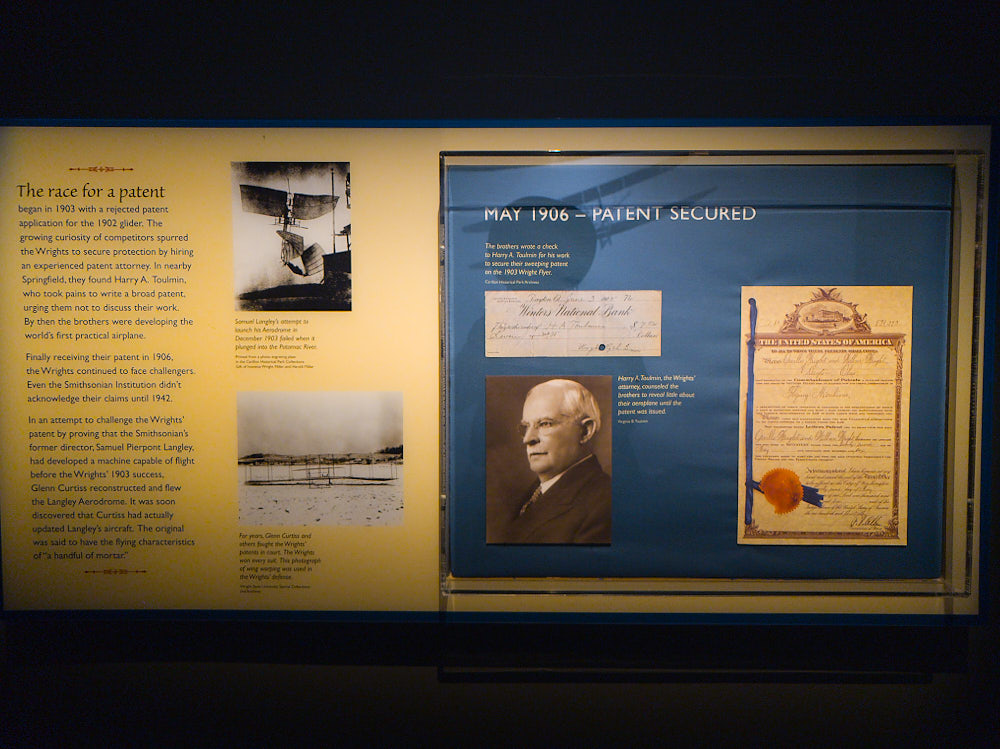 The race for a patent
began in 1903 with a rejected patent
application for the 1902 glider. The
growing curiosity of competitors spurred
the Wrights to secure protection by hiring
an experienced patent attorney. In nearby
Springfield, they found Harry A. Toulmin,
who took pains to write a broad patent,
urging them not to discuss their work.
By then the brothers were developing the
world's first practical airplane.
Finally receiving their patent in 1906,
the Wrights continued to face challengers.
Even the Smithsonian Institution didn't
acknowledge their claims until 1942.
In an attempt to challenge the Wrights'
patent by proving that the Smithsonian's
former director, Samuel Pierpont Langley,
had developed a machine capable of flight
before the Wrights' 1903 success,
Glenn Curtiss reconstructed and flew
the Langley Aerodrome. It was soon
discovered that Curtiss had actually
updated Langley's aircraft. The original
was said to have the flying characteristics
of "a handful of mortar."
Samuel Langley's attempt to
launch his Aerodrome in
December 1903 failed when it
plunged into the Potomac River.
For years, Glenn Curtiss and
others fought the Wrights'
patents in court. The Wrights
won every suit. This photograph
of wing warping was used in
the Wrights' defense.
MAY 1906 – PATENT SECURED
The brothers wrote a check
to Harry A. Toulmin for his work
to secure their sweeping patent
on the 1903 Wright Flyer.
Carillon Historical Park Archives
Winters National Bank
Harry A. Toulmin, the Wrights'
attorney, counseled the
brothers to reveal little about
their aeroplane until the
patent was issued.
THE UNITED STATES OF AMERICA
Flying Machines